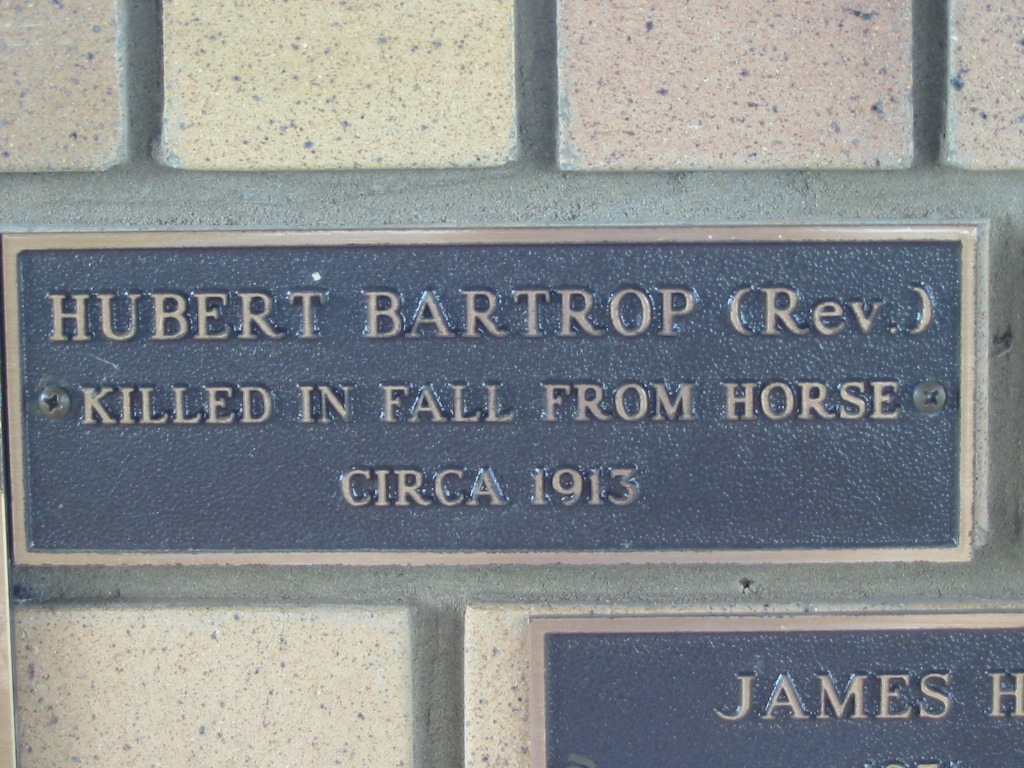 HUBERT BARTROP (Rev.)
KILLED IN FALL FROM HORSE
CIRCA 1913
JAMES H